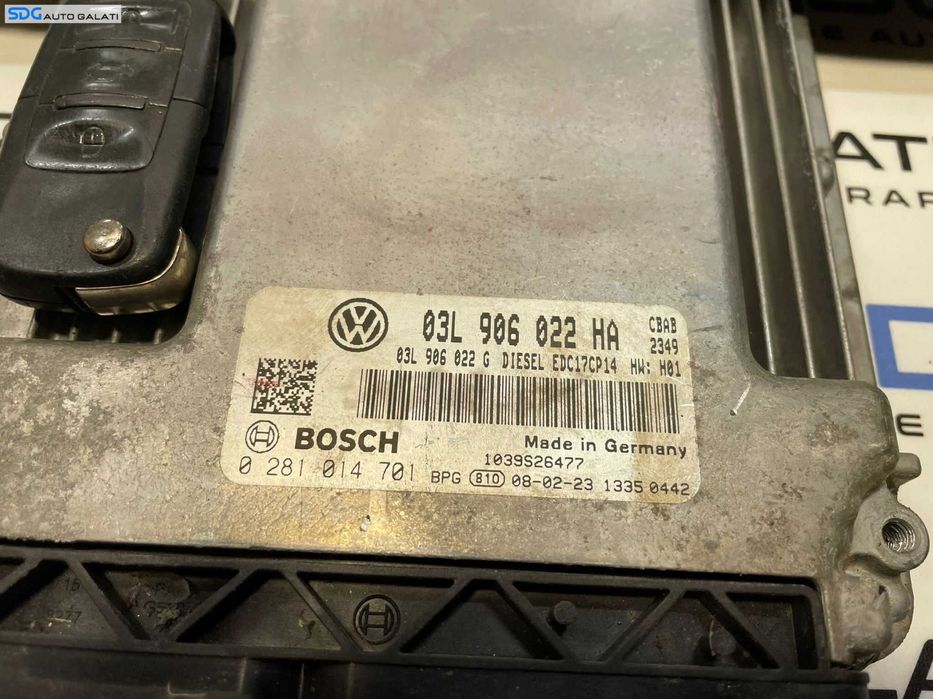 SDG AUTO GALATI
03L 906 022 HA CBAB
2349
03L 906 022 G DIESEL EDC17CP14 HW: H01
BOSCH Made in Germany
1039S26477
0 281 014 701 BPG 810 08-02-23 1335 0442